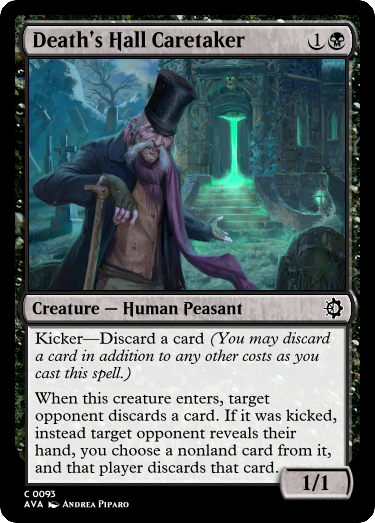 Death's Hall Caretaker 1
Creature — Human Peasant
Kicker—Discard a card (You may discard
a card in addition to any other costs as you
cast this spell.)
When this creature enters, target
opponent discards a card. If it was kicked,
instead target opponent reveals their
hand, you choose a nonland card from it,
and that player discards that card.
1/1
C 0093
AVA Andrea Piparo